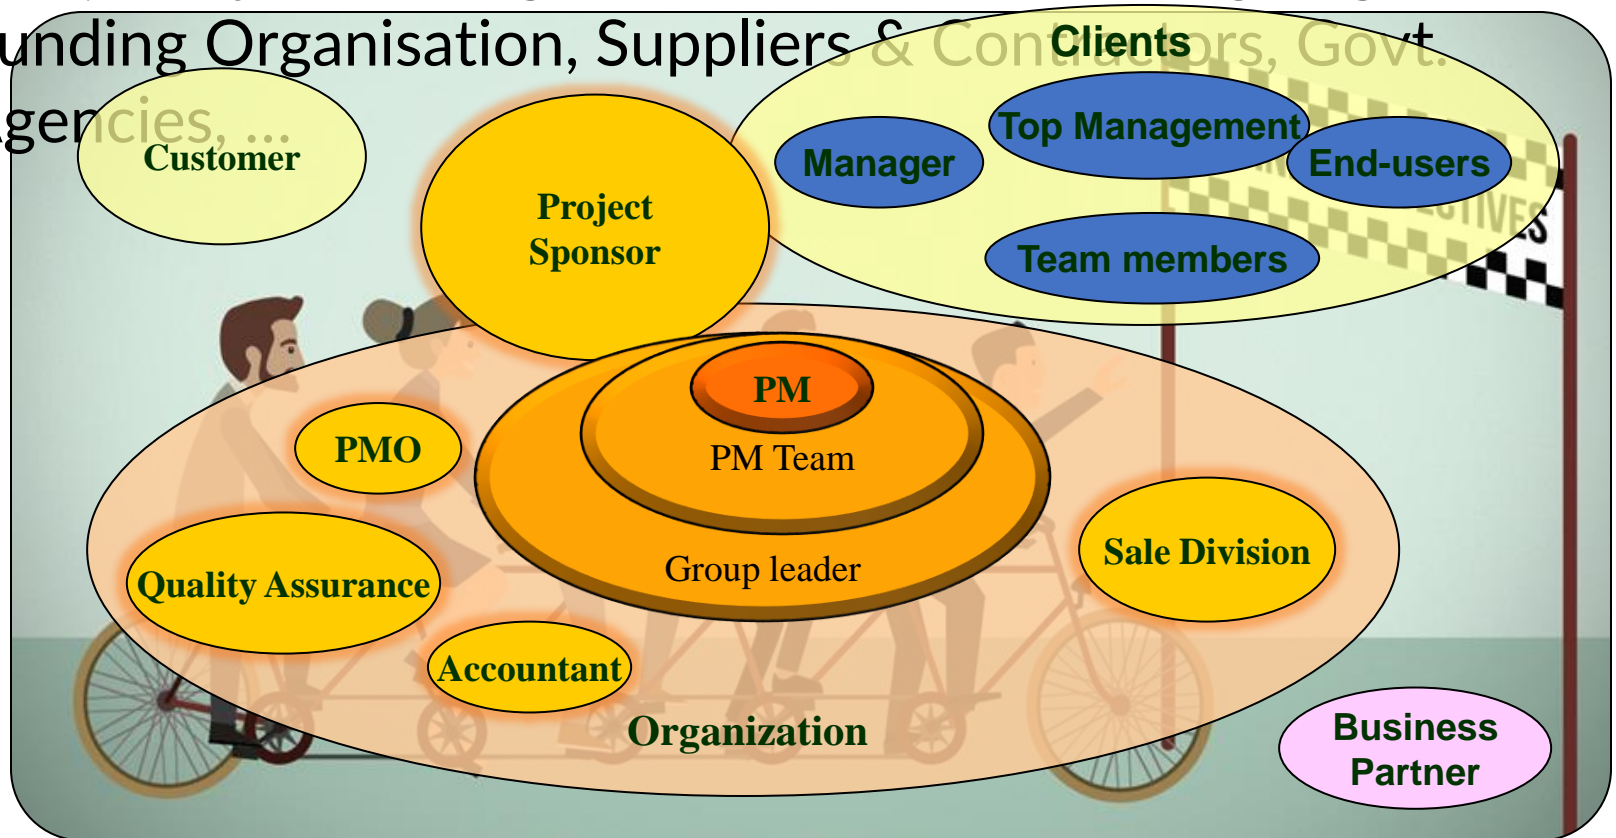 unding Organisation, Suppliers & Contractors, Govt.
gencies, ...
Clients
Customer
Project
Sponsor
Manager
Top Management
End-users
Team members
PM
PM Team
Group leader
PMO
Quality Assurance
Accountant
Sale Division
Organization
Business
Partner